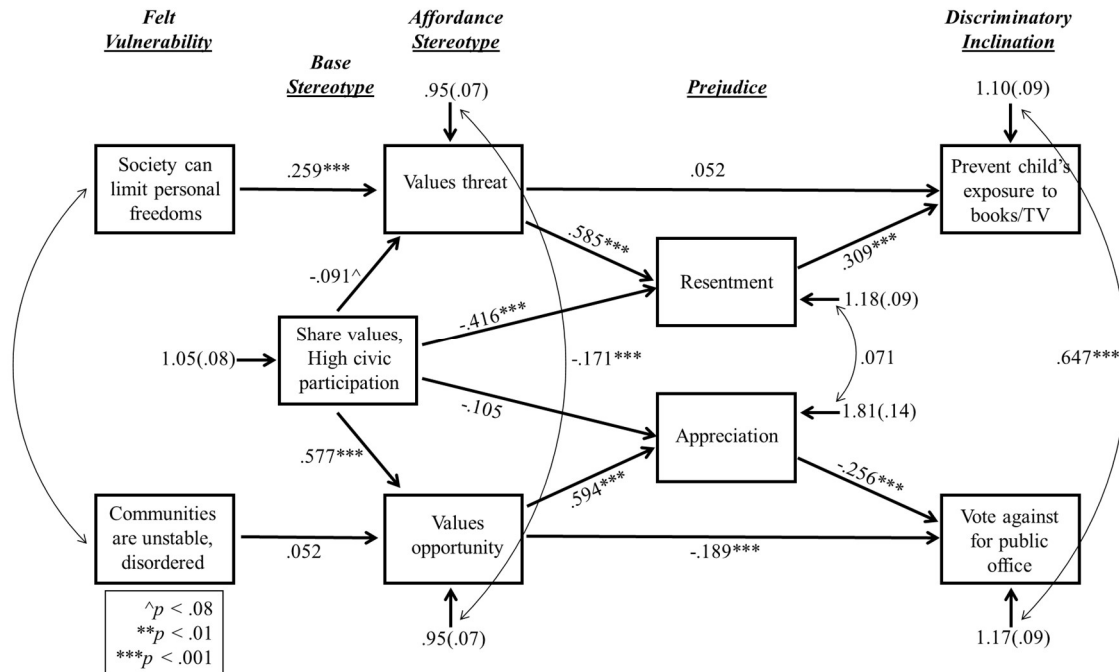 Felt
Vulnerability
Base
Stereotype
Affordance
Stereotype
Prejudice
Discriminatory
Inclination
.95(.07)
1.10(.09)
Society can
limit personal
freedoms
.259***
Values threat
.052
Prevent child's
exposure to
books/TV
.585***
.309***
-.091^
Resentment
-.416***
1.18(.09)
1.05(.08)
Share values,
High civic
participation
-.171***
.071
.647***
-.105
1.81(.14)
Appreciation
.577***
.594***
-.256***
Communities
are unstable,
disordered
.052
Values
opportunity
-.189***
Vote against
for public
office
^p < .08
**p < .01
***p < .001
.95(.07)
1.17(.09)